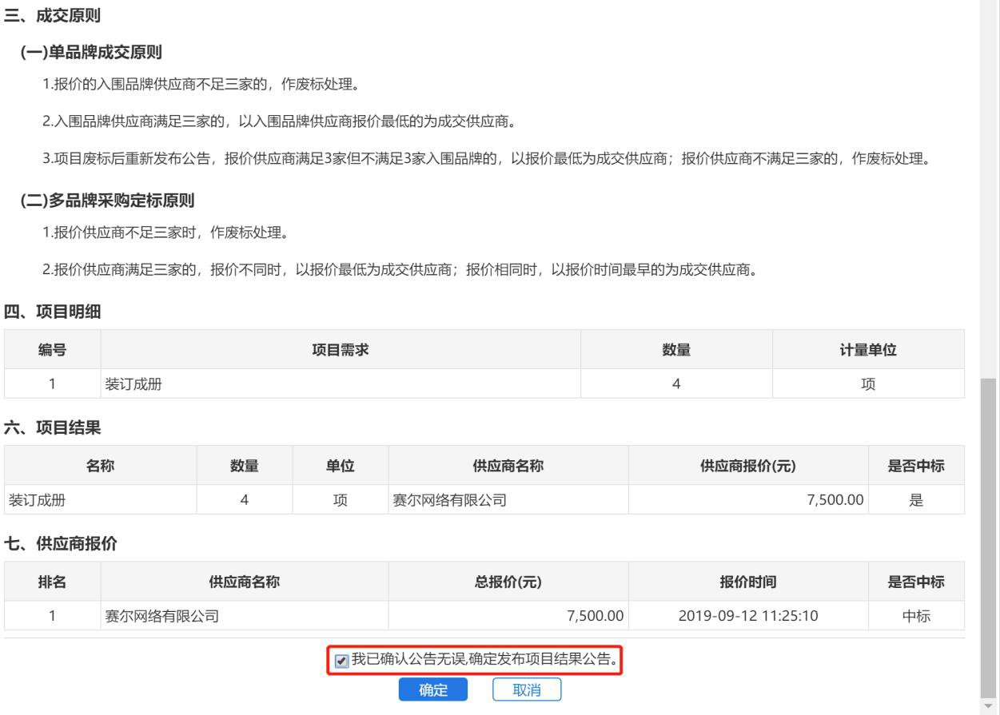 三、成交原则
(一)单品牌成交原则
1.报价的入围品牌供应商不足三家的，作废标处理。
2.入围品牌供应商满足三家的，以入围品牌供应商报价最低的为成交供应商。
3.项目废标后重新发布公告，报价供应商满足3家但不满足3家入围品牌的，以报价最低为成交供应商；报价供应商不满足三家的，作废标处理。
(二)多品牌采购定标原则
1.报价供应商不足三家时，作废标处理。
2.报价供应商满足三家的，报价不同时，以报价最低为成交供应商；报价相同时，以报价时间最早的为成交供应商。
四、项目明细
编号 项目需求 数量 计量单位
1 装订成册 4 项
六、项目结果
名称 数量 单位 供应商名称 供应商报价(元) 是否中标
装订成册 4 项 赛尔网络有限公司 7,500.00 是
七、供应商报价
排名 供应商名称 总报价(元) 报价时间 是否中标
1 赛尔网络有限公司 7,500.00 2019-09-12 11:25:10 中标
我已确认公告无误,确定发布项目结果公告。
确定 取消